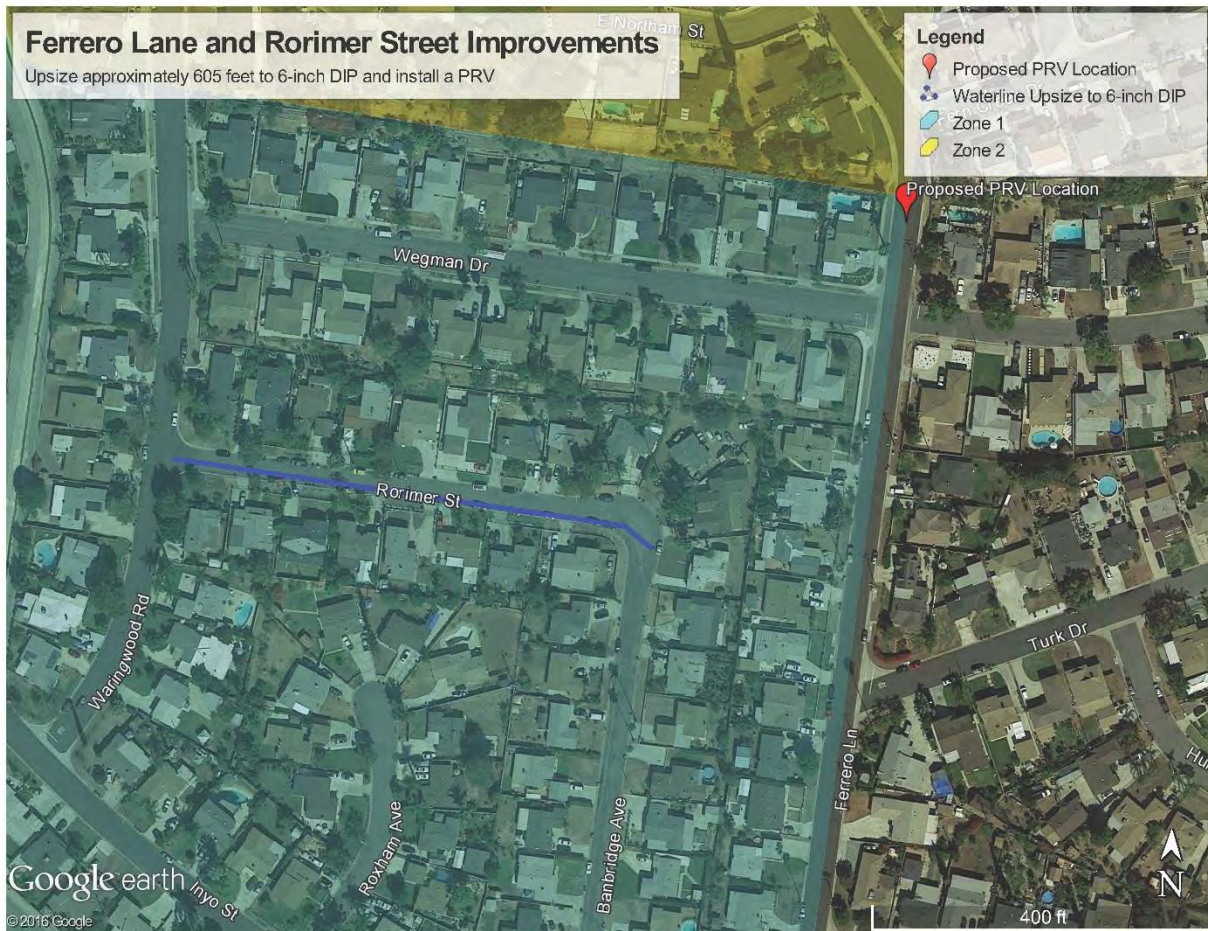 Ferrero Lane and Rorimer Street Improvements
Upsize approximately 605 feet to 6-inch DIP and install a PRV
E Northam St
Legend
Proposed PRV Location
Waterline Upsize to 6-inch DIP
Zone 1
Zone 2
Proposed PRV Location
Wegman Dr
Rorimer St
Waringwood Rd
Turk Dr
Ferrero Ln
Roxham Ave
Banbridge Ave
Inyo St
Google earth
© 2016 Google
N
400 ft